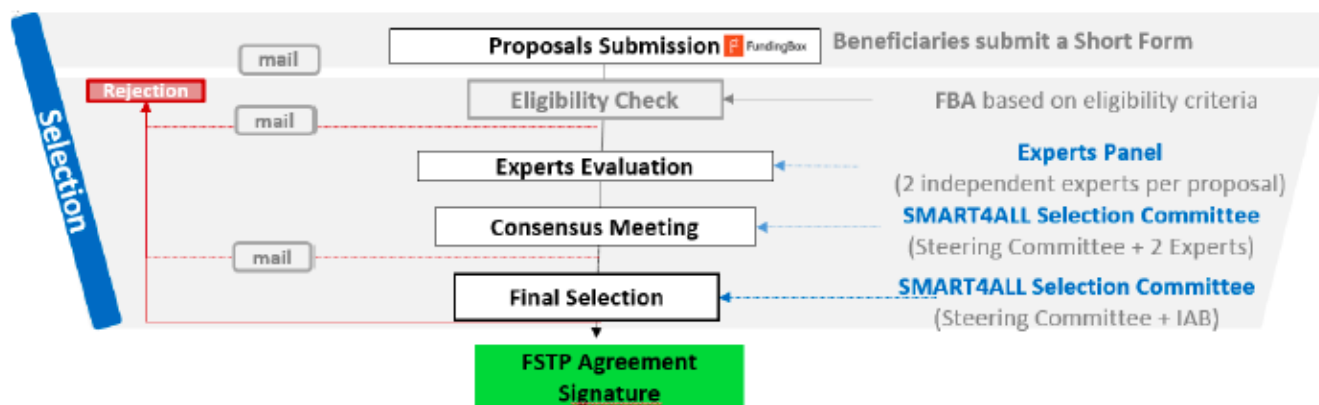 Proposals Submission FundingBox
Beneficiaries submit a Short Form
mail
Rejection
Eligibility Check
FBA based on eligibility criteria
mail
Selection
Experts Evaluation
Experts Panel
(2 independent experts per proposal)
Consensus Meeting
SMART4ALL Selection Committee
(Steering Committee + 2 Experts)
mail
Final Selection
SMART4ALL Selection Committee
(Steering Committee + IAB)
FSTP Agreement
Signature